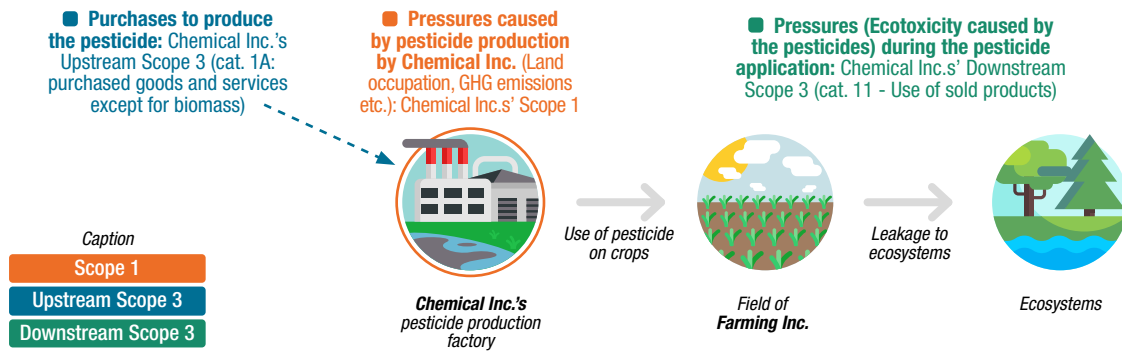 Purchases to produce
the pesticide: Chemical Inc.'s
Upstream Scope 3 (cat. 1A:
purchased goods and services
except for biomass)
Pressures caused
by pesticide production
by Chemical Inc. (Land
occupation, GHG emissions
etc.): Chemical Inc.s' Scope 1
Pressures (Ecotoxicity caused by
the pesticides) during the pesticide
application: Chemical Inc.s' Downstream
Scope 3 (cat. 11 - Use of sold products)
Use of pesticide
on crops
Leakage to
ecosystems
Caption
Scope 1
Upstream Scope 3
Downstream Scope 3
Chemical Inc.'s
pesticide production
factory
Field of
Farming Inc.
Ecosystems